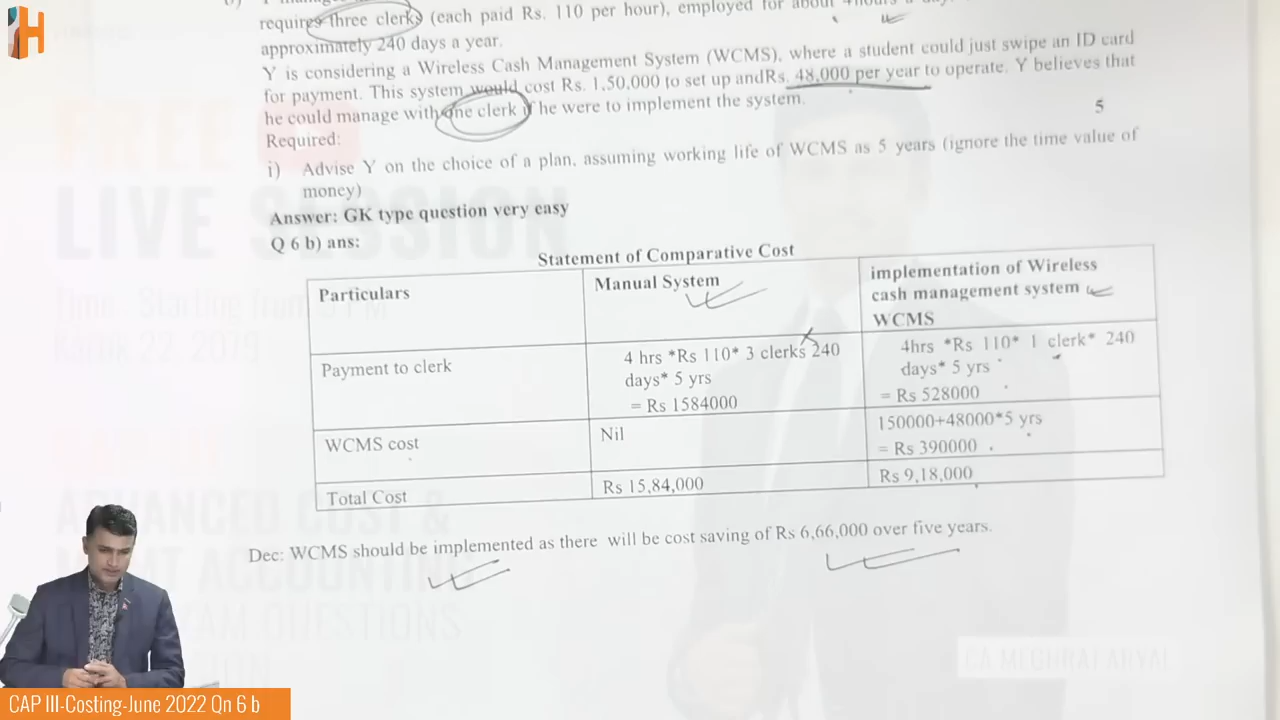 requires three clerks (each paid Rs. 110 per hour), employed for about 4hours a day
approximately 240 days a year.
Y is considering a Wireless Cash Management System (WCMS), where a student could just swipe an ID card
for payment. This system would cost Rs. 1,50,000 to set up andRs. 48,000 per year to operate. Y believes that
he could manage with one clerk if he were to implement the system.
5
Required:
i) Advise Y on the choice of a plan, assuming working life of WCMS as 5 years (ignore the time value of
money)
Answer: GK type question very easy
Q 6 b) ans:
Statement of Comparative Cost
Particulars
Manual System
implementation of Wireless
cash management system
WCMS
Payment to clerk
4 hrs *Rs 110* 3 clerks 240
days* 5 yrs
= Rs 1584000
4hrs *Rs 110* 1 clerk* 240
days* 5 yrs
= Rs 528000
WCMS cost
Nil
150000+48000*5 yrs
= Rs 390000
Total Cost
Rs 15,84,000
Rs 9,18,000
Dec: WCMS should be implemented as there will be cost saving of Rs 6,66,000 over five years.
FREE
LIVE SESSION
CA MEGHRAJ ARYAL
CAP III-Costing-June 2022 Qn 6 b